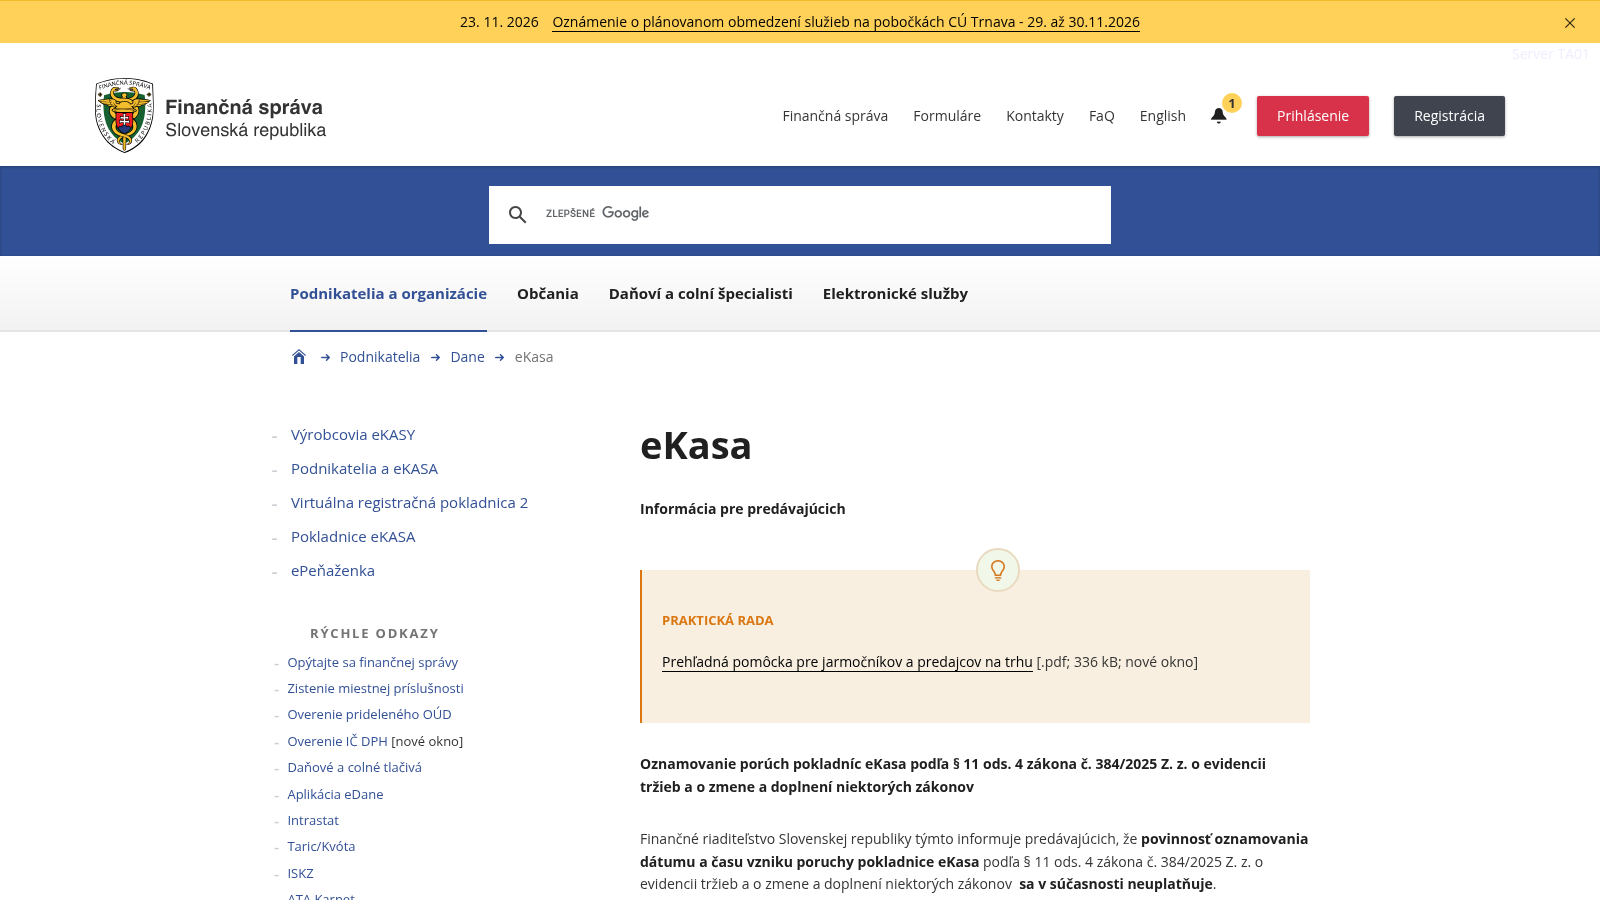 23. 11. 2026 Oznámenie o plánovanom obmedzení služieb na pobočkách CÚ Trnava - 29. až 30.11.2026
Server TA01
FINANČNÁ SPRÁVA
SLOVENSKÁ REPUBLIKA
Finančná správa
Slovenská republika
Finančná správa Formuláre Kontakty FaQ English 1 Prihlásenie Registrácia
ZLEPŠENÉ Google
Podnikatelia a organizácie Občania Daňoví a colní špecialisti Elektronické služby
Podnikatelia Dane eKasa
- Výrobcovia eKASY
- Podnikatelia a eKASA
- Virtuálna registračná pokladnica 2
- Pokladnice eKASA
- ePeňaženka
RÝCHLE ODKAZY
- Opýtajte sa finančnej správy
- Zistenie miestnej príslušnosti
- Overenie prideleného OÚD
- Overenie IČ DPH [nové okno]
- Daňové a colné tlačivá
- Aplikácia eDane
- Intrastat
- Taric/Kvóta
- ISKZ
- ATA Karnet
eKasa
Informácia pre predávajúcich
PRAKTICKÁ RADA
Prehľadná pomôcka pre jarmočníkov a predajcov na trhu [.pdf; 336 kB; nové okno]
Oznamovanie porúch pokladníc eKasa podľa § 11 ods. 4 zákona č. 384/2025 Z. z. o evidencii
tržieb a o zmene a doplnení niektorých zákonov
Finančné riaditeľstvo Slovenskej republiky týmto informuje predávajúcich, že povinnosť oznamovania
dátumu a času vzniku poruchy pokladnice eKasa podľa § 11 ods. 4 zákona č. 384/2025 Z. z. o
evidencii tržieb a o zmene a doplnení niektorých zákonov sa v súčasnosti neuplatňuje.